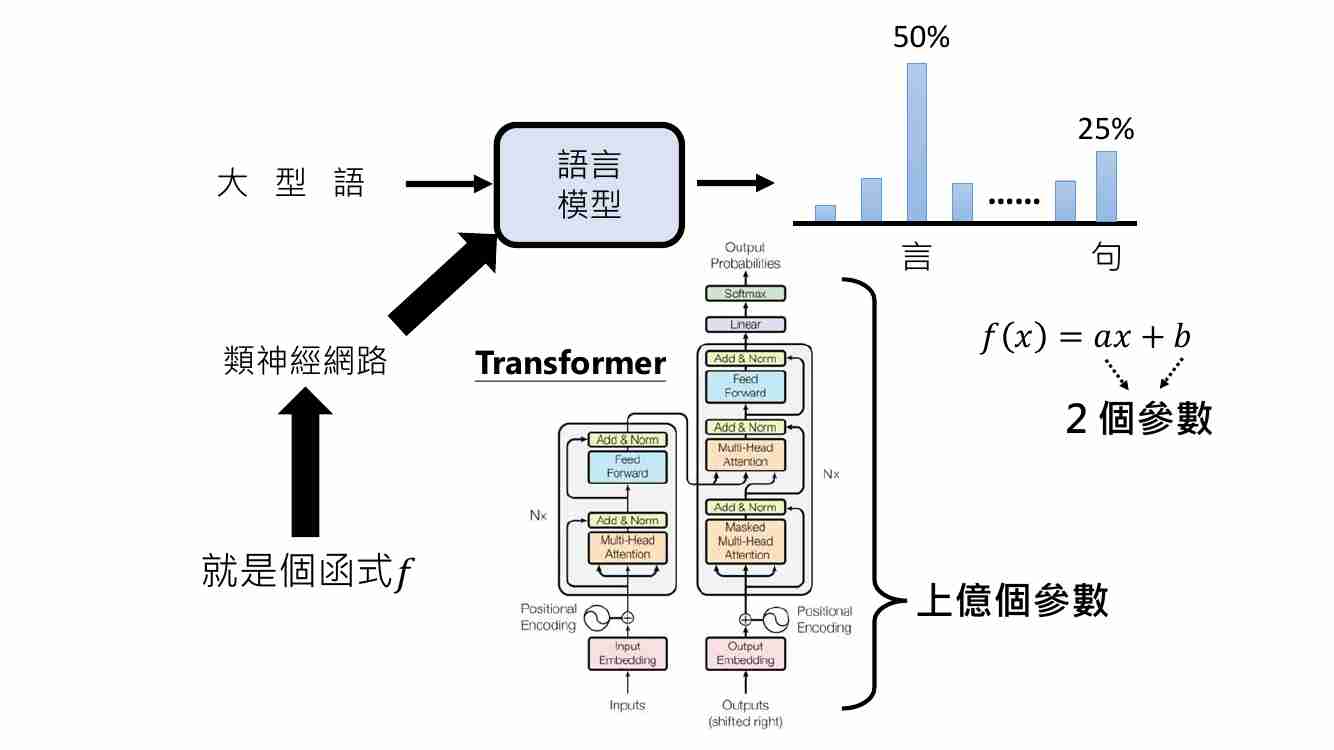 50%
25%
大 型 語
語言
模型
......
言
句
Output
Probabilities
Softmax
Linear
Add & Norm
Feed
Forward
Add & Norm
Multi-Head
Attention
Add & Norm
Masked
Multi-Head
Attention
Nx
Positional
Encoding
Output
Embedding
Outputs
(shifted right)
Add & Norm
Feed
Forward
Add & Norm
Multi-Head
Attention
Nx
Positional
Encoding
Input
Embedding
Inputs
Transformer
類神經網路
就是個函式f
f(x) = ax + b
2 個參數
上億個參數